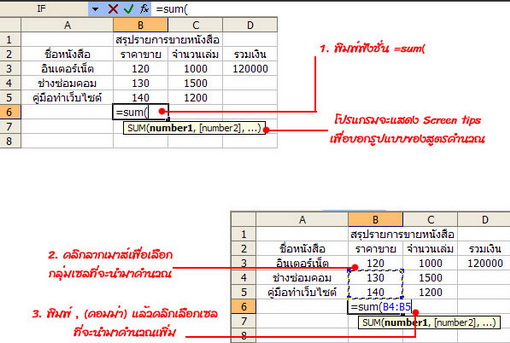 IF =sum(
A B C D
1 สรุปรายการขายหนังสือ
2 ชื่อหนังสือ ราคาขาย จำนวนเล่ม รวมเงิน
3 อินเตอร์เน็ต 120 1000 120000
4 ช่างซ่อมคอม 130 1500
5 คู่มือทำเว็บไซต์ 140 1200
6 =sum(
7 SUM(number1, [number2], ...)
8
1. พิมพ์ฟังชั่น =sum(
โปรแกรมจะแสดง Screen tips
เพื่อบอกรูปแบบของสูตรคำนวณ
A B C D
1 สรุปรายการขายหนังสือ
2 ชื่อหนังสือ ราคาขาย จำนวนเล่ม รวมเงิน
3 อินเตอร์เน็ต 120 1000 120000
4 ช่างซ่อมคอม 130 1500
5 คู่มือทำเว็บไซต์ 140 1200
6 =sum(B4:B5
7 SUM(number1, [number2], ...)
8
2. คลิกลากเมาส์เพื่อเลือก
กลุ่มเซลที่จะนำมาคำนวณ
3. พิมพ์ , (คอมม่า) แล้วคลิกเลือกเซล
ที่จะนำมาคำนวณเพิ่ม